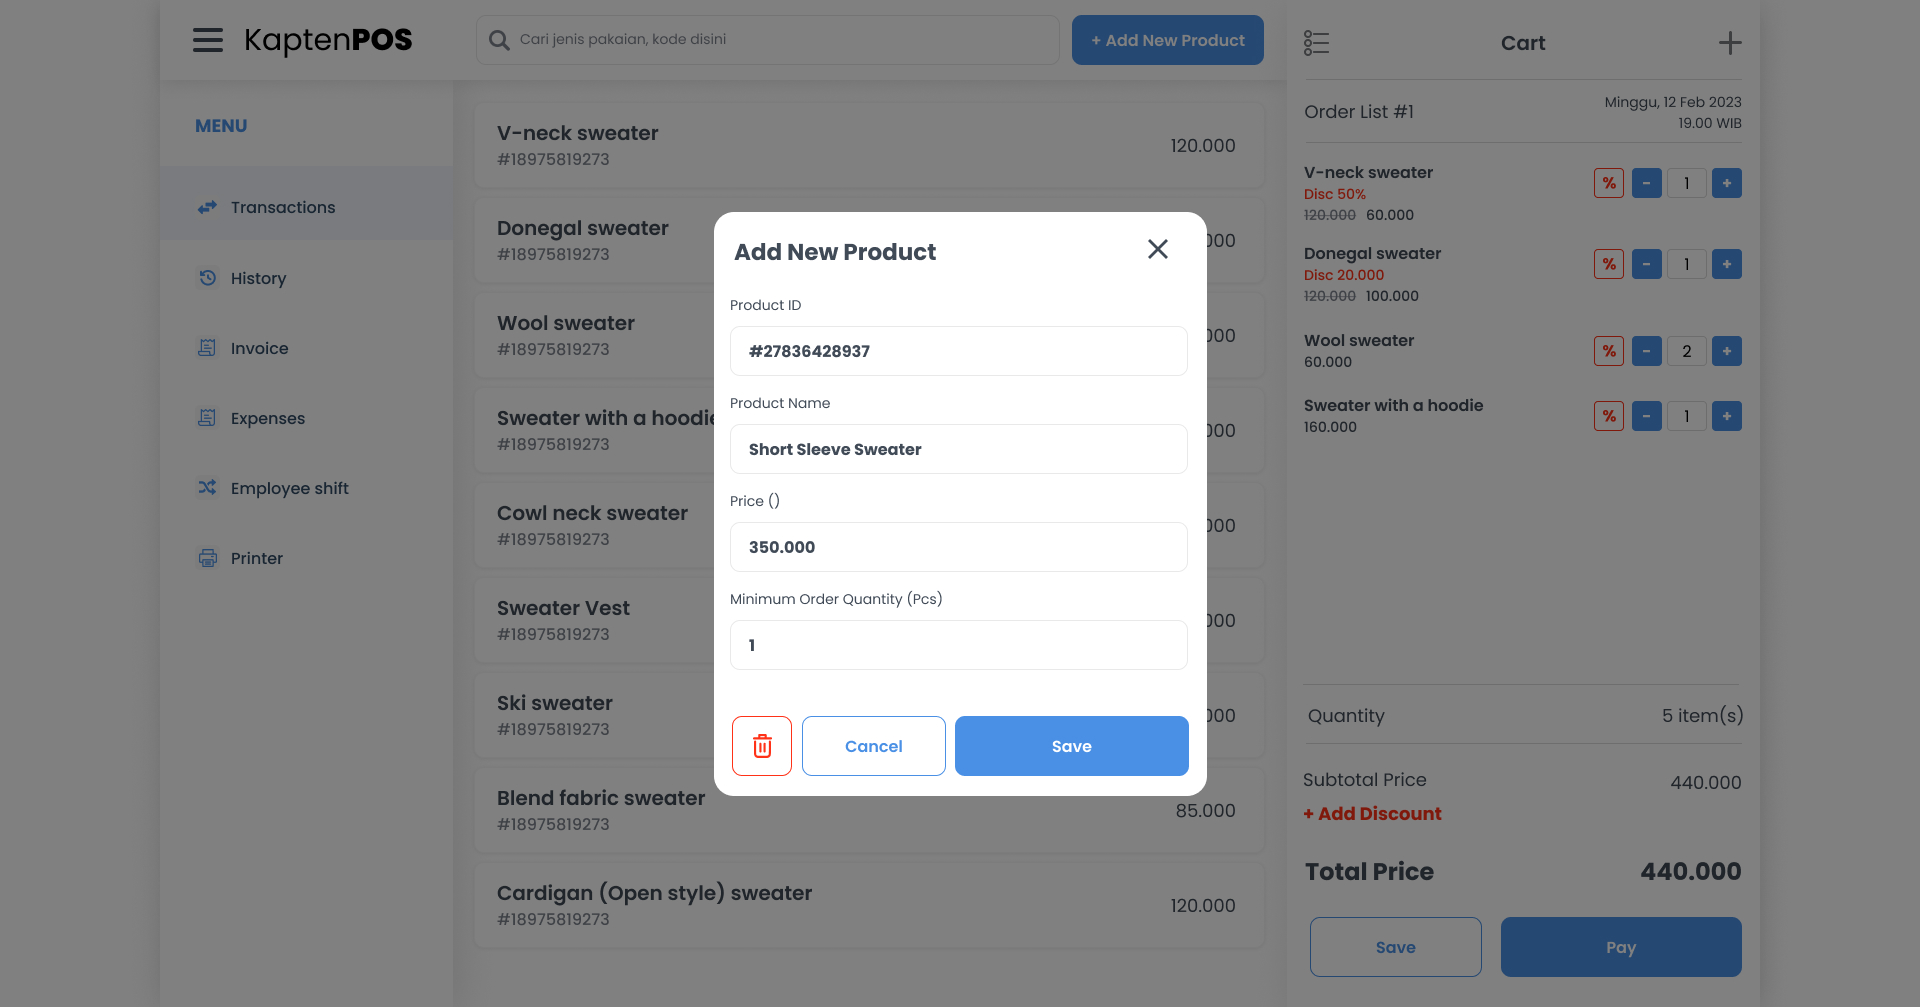 KaptenPOS
Cari jenis pakaian, kode disini
+ Add New Product
MENU
Transactions
History
Invoice
Expenses
Employee shift
Printer
V-neck sweater
#18975819273
120.000
Donegal sweater
#18975819273
000
Wool sweater
#18975819273
000
Sweater with a hoodie
#18975819273
000
Cowl neck sweater
#18975819273
000
Sweater Vest
#18975819273
000
Ski sweater
#18975819273
000
Blend fabric sweater
#18975819273
85.000
Cardigan (Open style) sweater
#18975819273
120.000
Add New Product
Product ID
#27836428937
Product Name
Short Sleeve Sweater
Price ()
350.000
Minimum Order Quantity (Pcs)
1
Cancel
Save
Cart
Order List #1
Minggu, 12 Feb 2023
19.00 WIB
V-neck sweater
Disc 50%
120.000 60.000
% - 1 +
Donegal sweater
Disc 20.000
120.000 100.000
% - 1 +
Wool sweater
60.000
% - 2 +
Sweater with a hoodie
160.000
% - 1 +
Quantity
5 item(s)
Subtotal Price
440.000
+ Add Discount
Total Price
440.000
Save
Pay